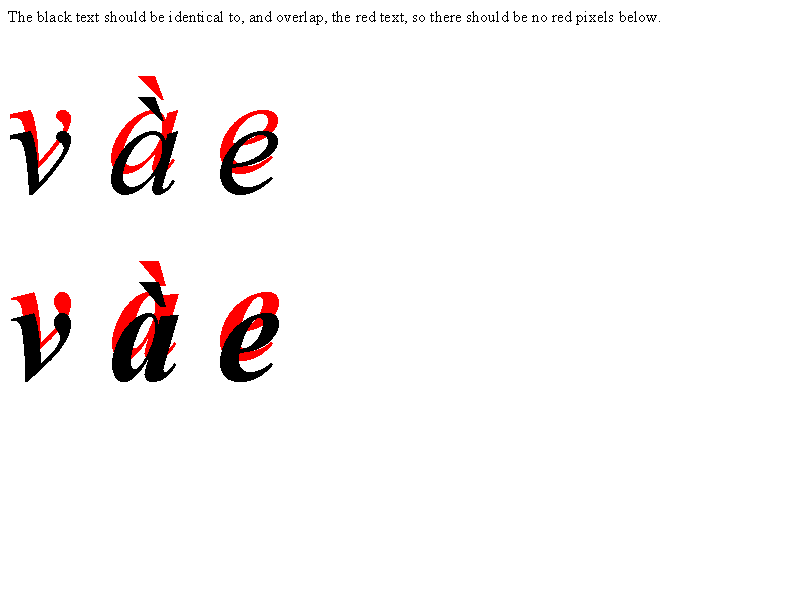 The black text should be identical to, and overlap, the red text, so there should be no red pixels below.
v à e
v à e